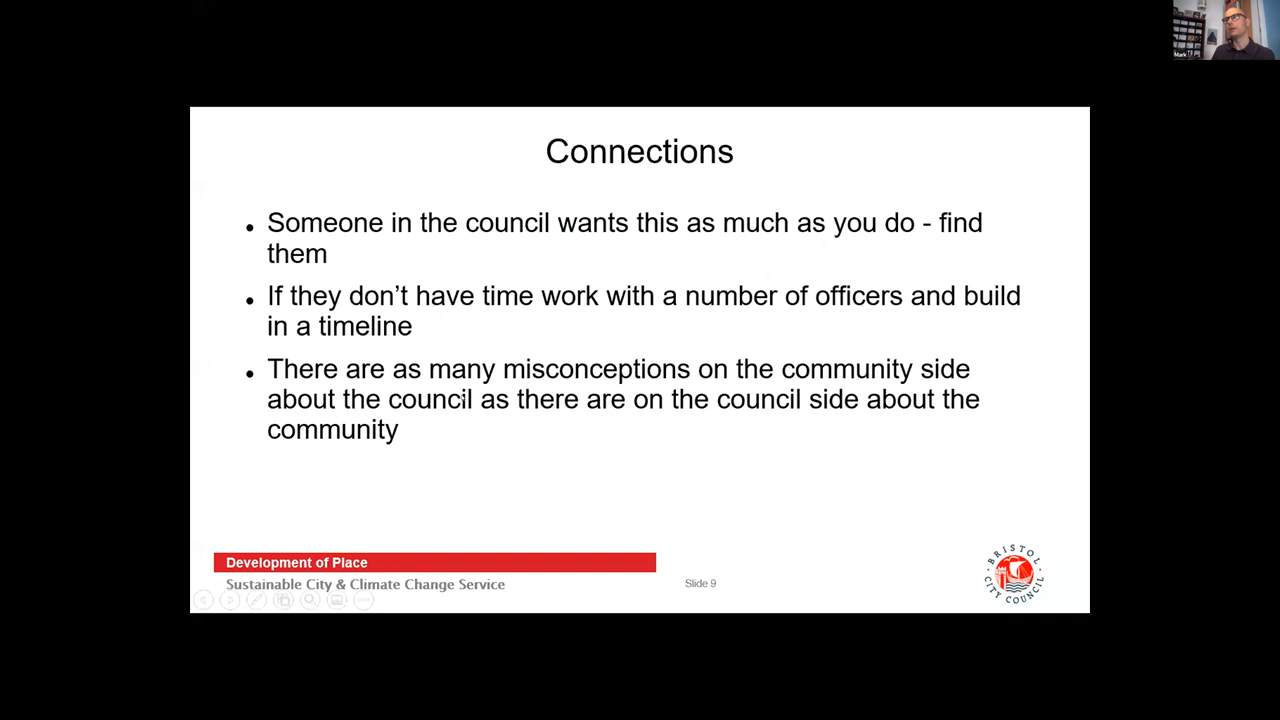 Mark
Connections
• Someone in the council wants this as much as you do - find
them
• If they don’t have time work with a number of officers and build
in a timeline
• There are as many misconceptions on the community side
about the council as there are on the council side about the
community
Development of Place
Sustainable City & Climate Change Service
Slide 9
BRISTOL
CITY COUNCIL